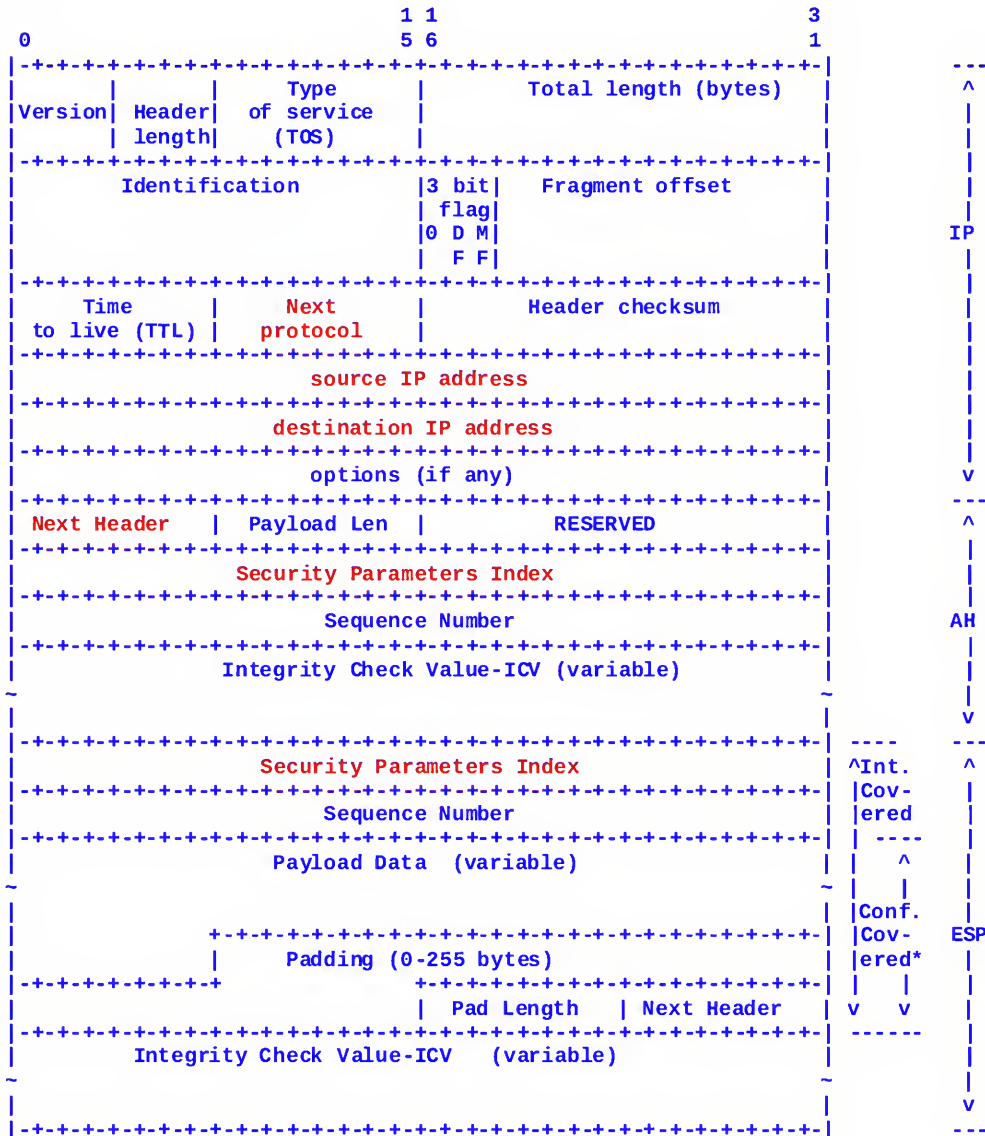 1 1 3
0 5 6 1
|-+-+-+-+-+-+-+-+-+-+-+-+-+-+-+-+-+-+-+-+-+-+-+-+-+-+-+-+-+-+-+-| ---
| | | Type | Total length (bytes) | ^
|Version| Header| of service | | |
| | length| (TOS) | | |
|-+-+-+-+-+-+-+-+-+-+-+-+-+-+-+-+-+-+-+-+-+-+-+-+-+-+-+-+-+-+-+-| |
| Identification |3 bit| Fragment offset | |
| | flag| | |
| |0 D M| | IP
| | F F| | |
|-+-+-+-+-+-+-+-+-+-+-+-+-+-+-+-+-+-+-+-+-+-+-+-+-+-+-+-+-+-+-+-| |
| Time | Next | Header checksum | |
| to live (TTL) | protocol | | |
|-+-+-+-+-+-+-+-+-+-+-+-+-+-+-+-+-+-+-+-+-+-+-+-+-+-+-+-+-+-+-+-| |
| source IP address | |
|-+-+-+-+-+-+-+-+-+-+-+-+-+-+-+-+-+-+-+-+-+-+-+-+-+-+-+-+-+-+-+-| |
| destination IP address | |
|-+-+-+-+-+-+-+-+-+-+-+-+-+-+-+-+-+-+-+-+-+-+-+-+-+-+-+-+-+-+-+-| |
| options (if any) | v
|-+-+-+-+-+-+-+-+-+-+-+-+-+-+-+-+-+-+-+-+-+-+-+-+-+-+-+-+-+-+-+-| ---
| Next Header | Payload Len | RESERVED | ^
|-+-+-+-+-+-+-+-+-+-+-+-+-+-+-+-+-+-+-+-+-+-+-+-+-+-+-+-+-+-+-+-| |
| Security Parameters Index | |
|-+-+-+-+-+-+-+-+-+-+-+-+-+-+-+-+-+-+-+-+-+-+-+-+-+-+-+-+-+-+-+-| |
| Sequence Number | AH
|-+-+-+-+-+-+-+-+-+-+-+-+-+-+-+-+-+-+-+-+-+-+-+-+-+-+-+-+-+-+-+-| |
| Integrity Check Value-ICV (variable) | |
~ ~ |
| | v
|-+-+-+-+-+-+-+-+-+-+-+-+-+-+-+-+-+-+-+-+-+-+-+-+-+-+-+-+-+-+-+-| ---- ---
| Security Parameters Index | ^Int. ^
|-+-+-+-+-+-+-+-+-+-+-+-+-+-+-+-+-+-+-+-+-+-+-+-+-+-+-+-+-+-+-+-| |Cov- |
| Sequence Number | |ered |
|-+-+-+-+-+-+-+-+-+-+-+-+-+-+-+-+-+-+-+-+-+-+-+-+-+-+-+-+-+-+-+-| | ---- |
| Payload Data (variable) | | ^ |
~ ~ | | |
| | |Conf. |
| +-+-+-+-+-+-+-+-+-+-+-+-+-+-+-+-+-+-+-+-+-+-+-+-| |Cov- ESP
| | Padding (0-255 bytes) | |ered* |
|-+-+-+-+-+-+-+-+ +-+-+-+-+-+-+-+-+-+-+-+-+-+-+-+-| | | |
| | Pad Length | Next Header | v v |
|-+-+-+-+-+-+-+-+-+-+-+-+-+-+-+-+-+-+-+-+-+-+-+-+-+-+-+-+-+-+-+-| ------ |
| Integrity Check Value-ICV (variable) | |
~ ~ |
| | v
|-+-+-+-+-+-+-+-+-+-+-+-+-+-+-+-+-+-+-+-+-+-+-+-+-+-+-+-+-+-+-+-| ---